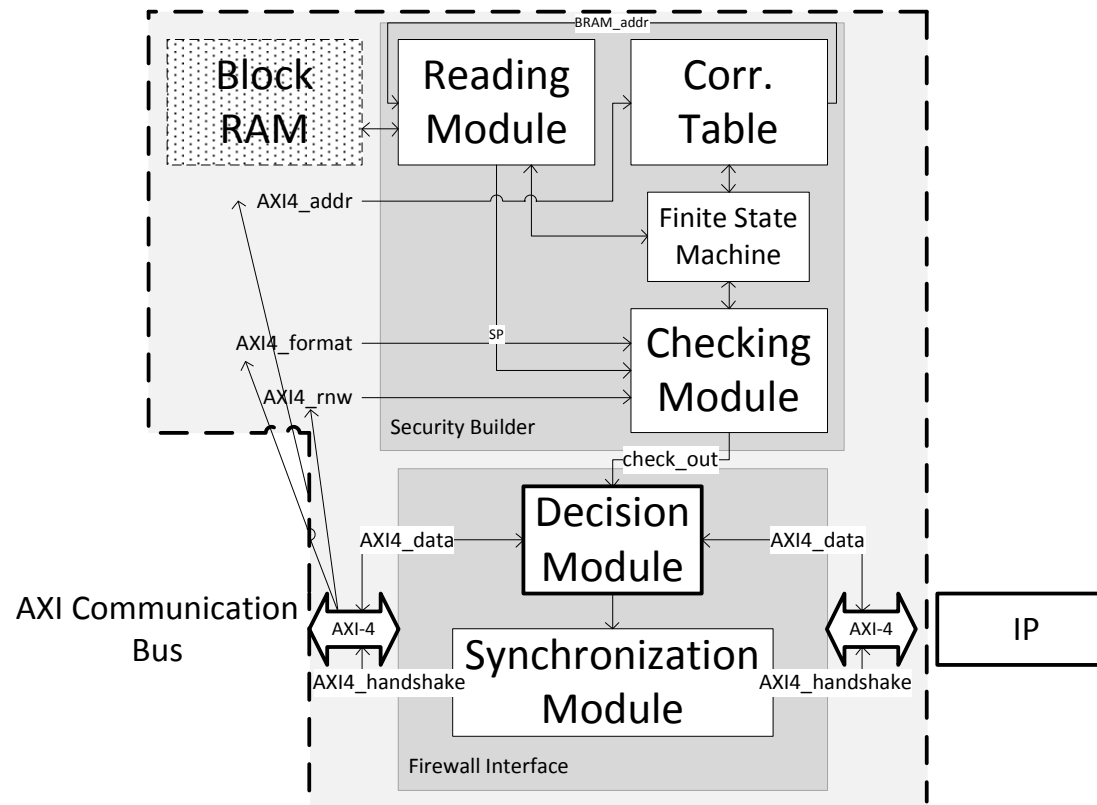 BRAM_addr
Block
RAM
Reading
Module
Corr.
Table
AXI4_addr
Finite State
Machine
SP
AXI4_format
Checking
Module
AXI4_rnw
Security Builder
check_out
Decision
Module
AXI4_data
AXI4_data
AXI Communication
Bus
AXI-4
AXI-4
IP
Synchronization
Module
AXI4_handshake
AXI4_handshake
Firewall Interface